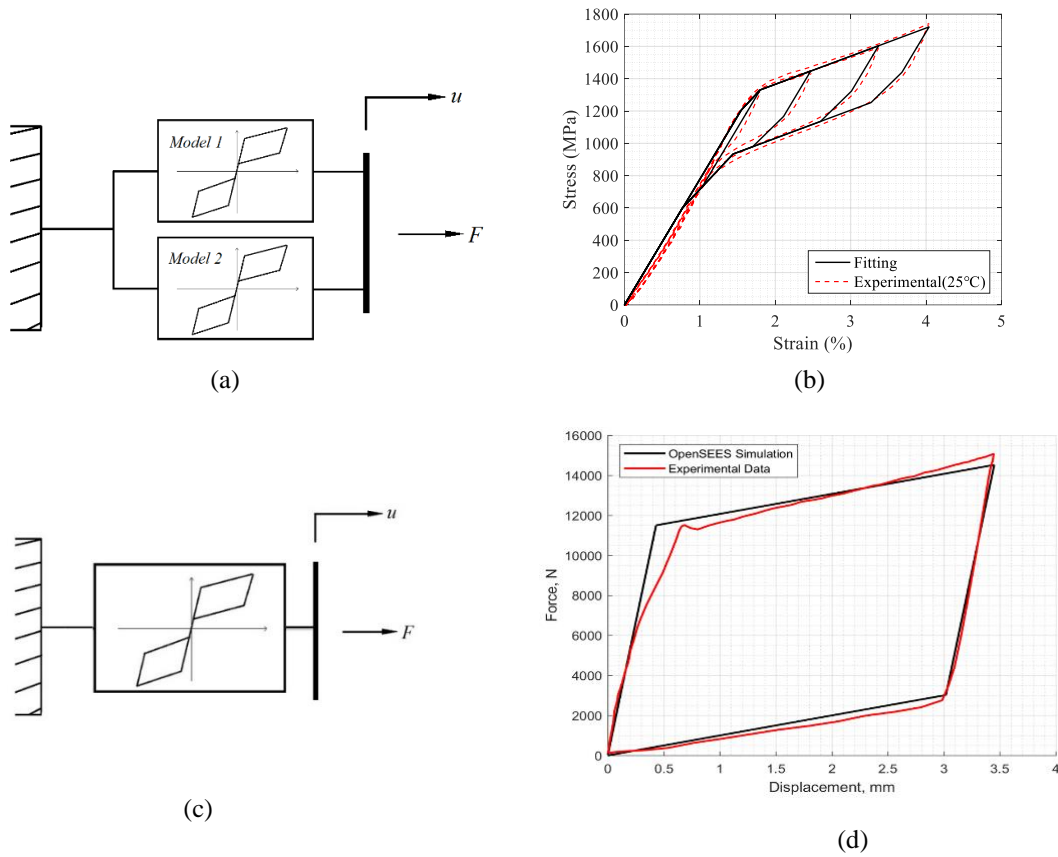 Model 1
Model 2
u
F
(a)
1800
1600
1400
1200
1000
800
600
400
200
0
0
1
2
3
4
5
Stress (MPa)
Strain (%)
Fitting
Experimental(25℃)
(b)
u
F
(c)
16000
14000
12000
10000
8000
6000
4000
2000
0
0
0.5
1
1.5
2
2.5
3
3.5
4
Force, N
Displacement, mm
OpenSEES Simulation
Experimental Data
(d)